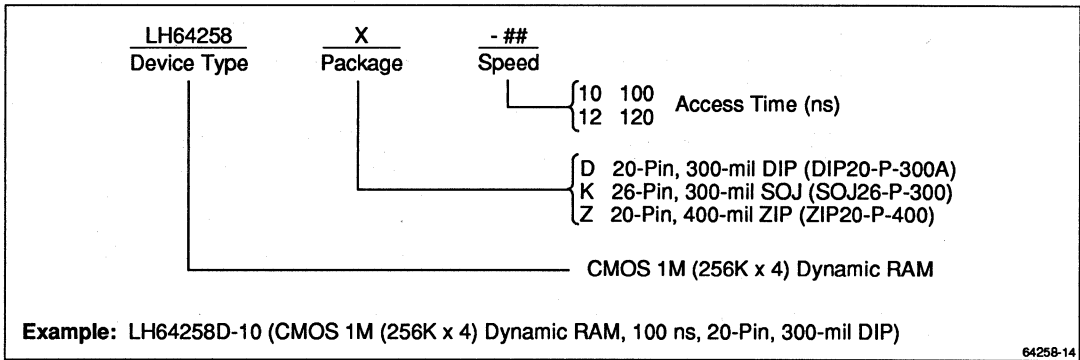 LH64258 X - ##
Device Type Package Speed
10 100
Access Time (ns)
12 120
D 20-Pin, 300-mil DIP (DIP20-P-300A)
K 26-Pin, 300-mil SOJ (SOJ26-P-300)
Z 20-Pin, 400-mil ZIP (ZIP20-P-400)
CMOS 1M (256K x 4) Dynamic RAM
Example: LH64258D-10 (CMOS 1M (256K x 4) Dynamic RAM, 100 ns, 20-Pin, 300-mil DIP)
64258-14